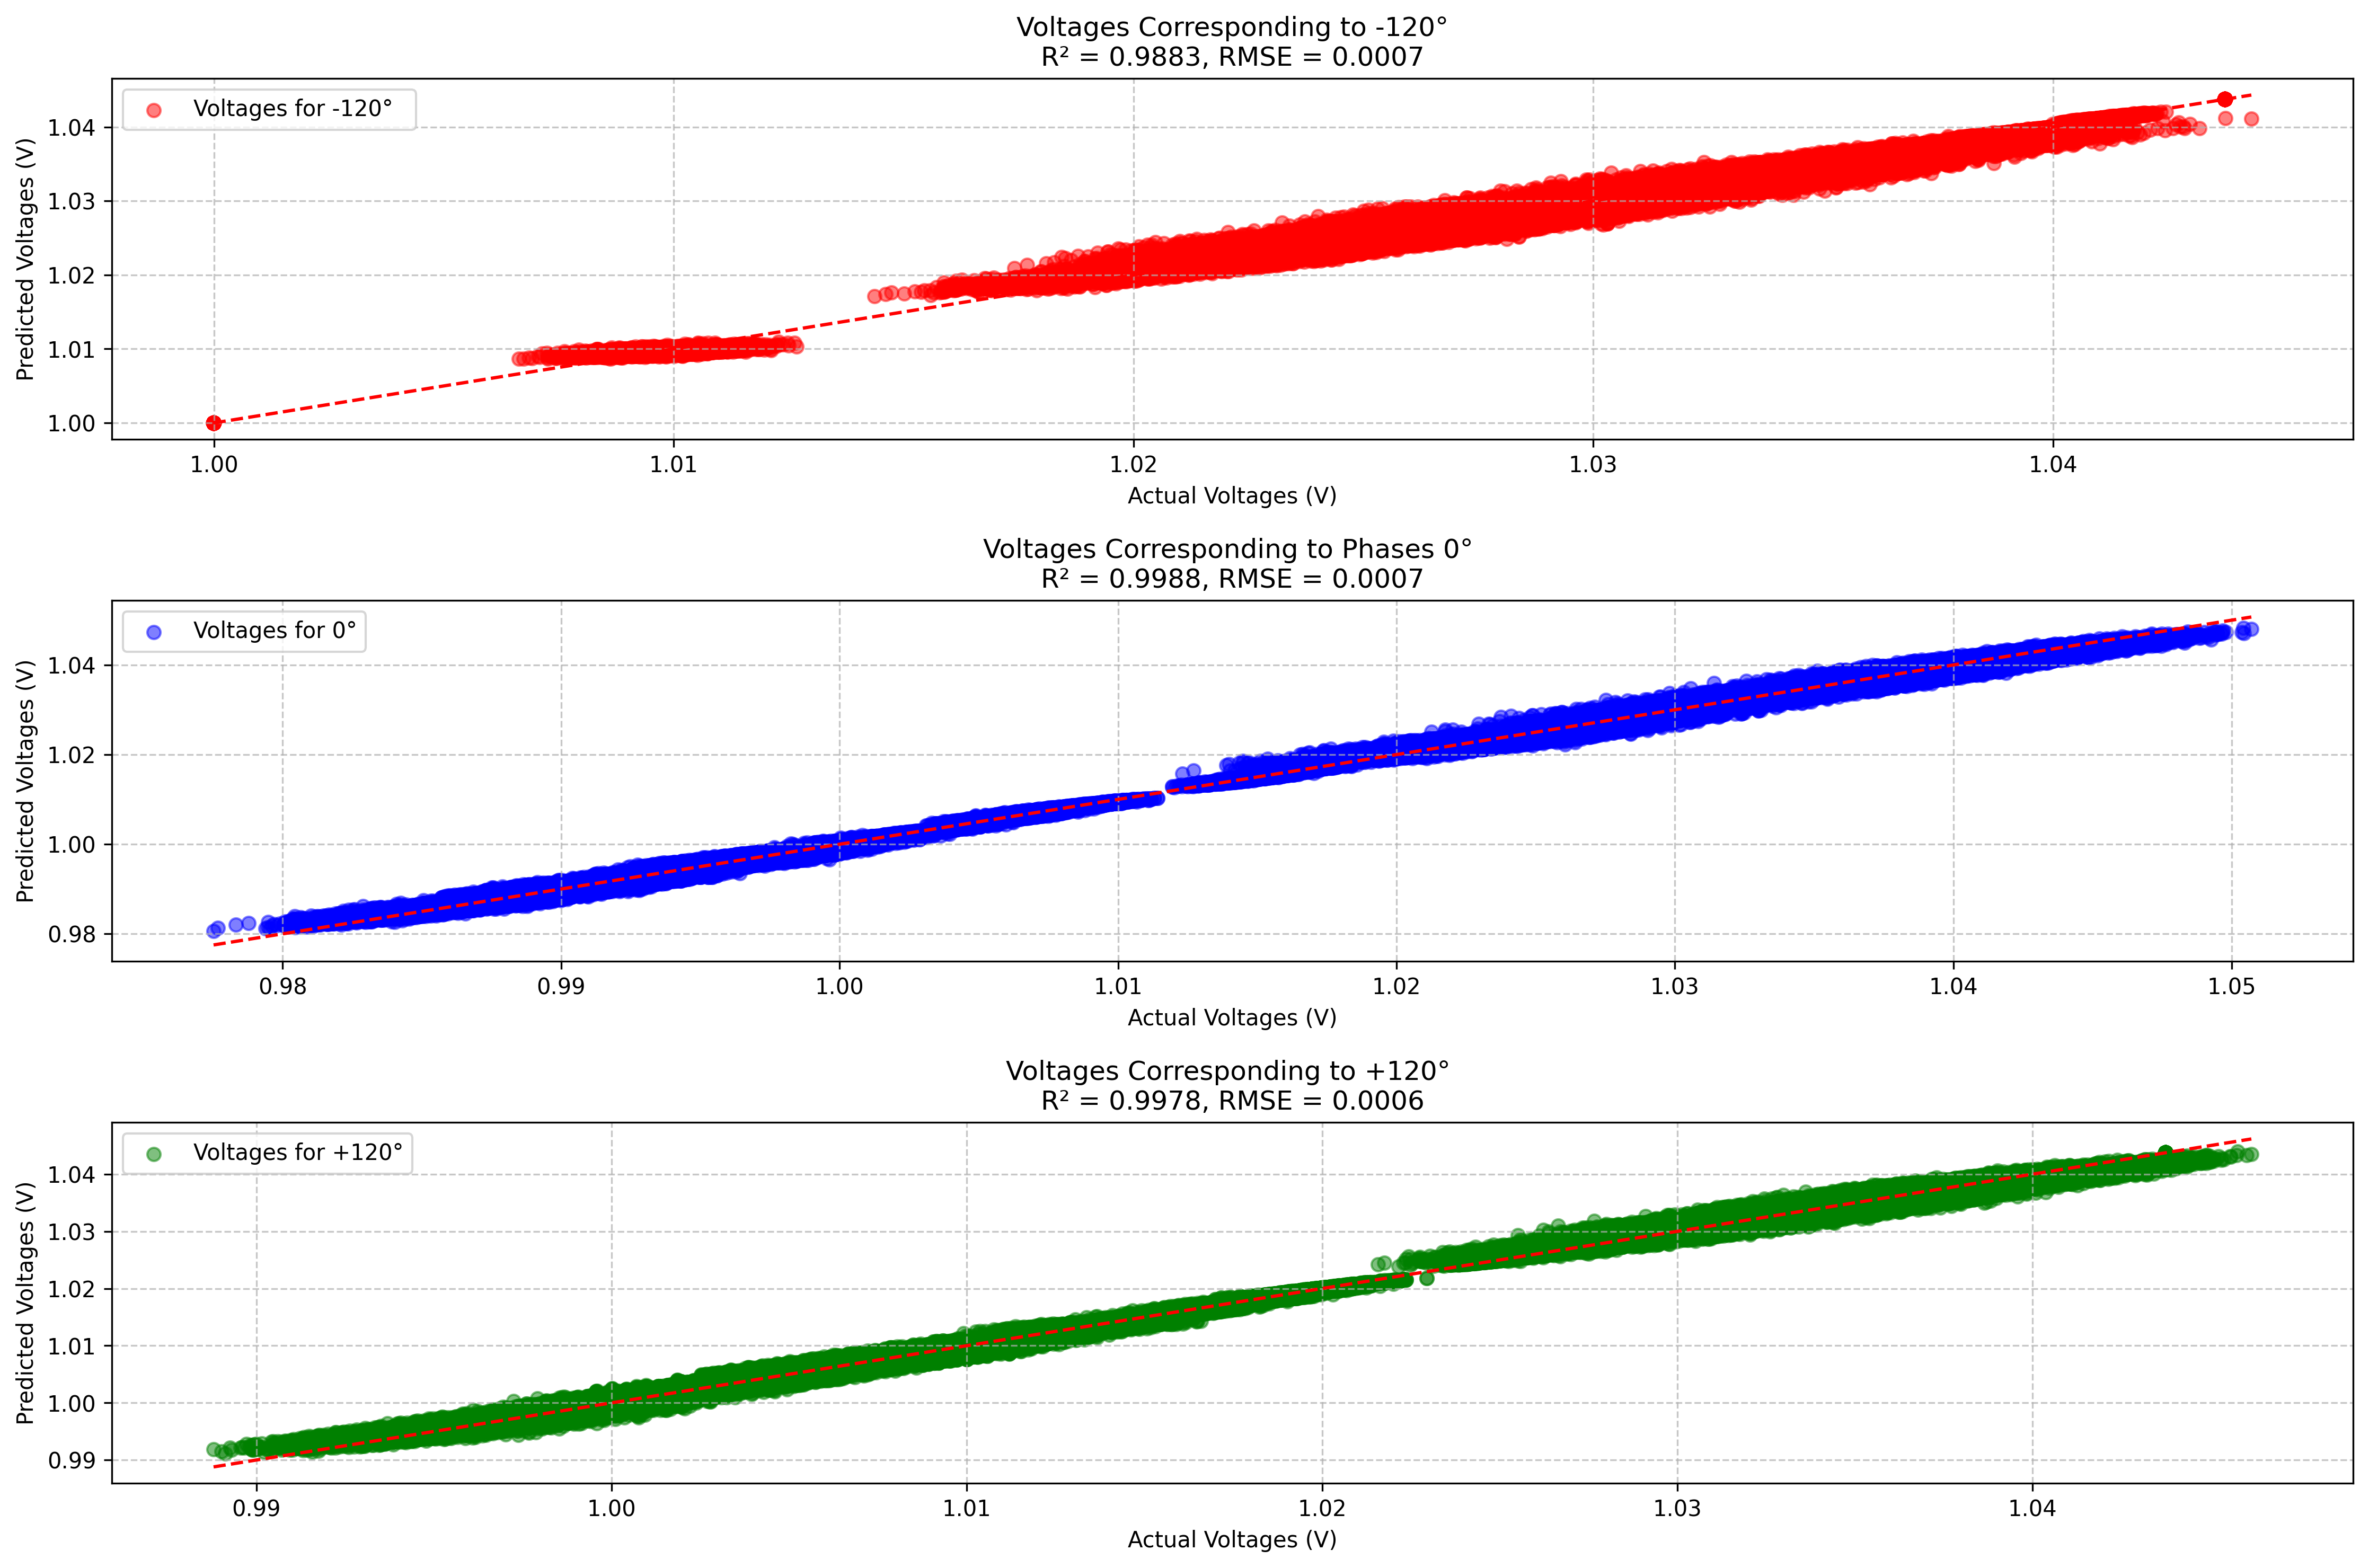 Voltages Corresponding to -120°
R² = 0.9883, RMSE = 0.0007
Voltages for -120°
Predicted Voltages (V)
1.04
1.03
1.02
1.01
1.00
1.00 1.01 1.02 1.03 1.04
Actual Voltages (V)
Voltages Corresponding to Phases 0°
R² = 0.9988, RMSE = 0.0007
Voltages for 0°
Predicted Voltages (V)
1.04
1.02
1.00
0.98
0.98 0.99 1.00 1.01 1.02 1.03 1.04 1.05
Actual Voltages (V)
Voltages Corresponding to +120°
R² = 0.9978, RMSE = 0.0006
Voltages for +120°
Predicted Voltages (V)
1.04
1.03
1.02
1.01
1.00
0.99
0.99 1.00 1.01 1.02 1.03 1.04
Actual Voltages (V)